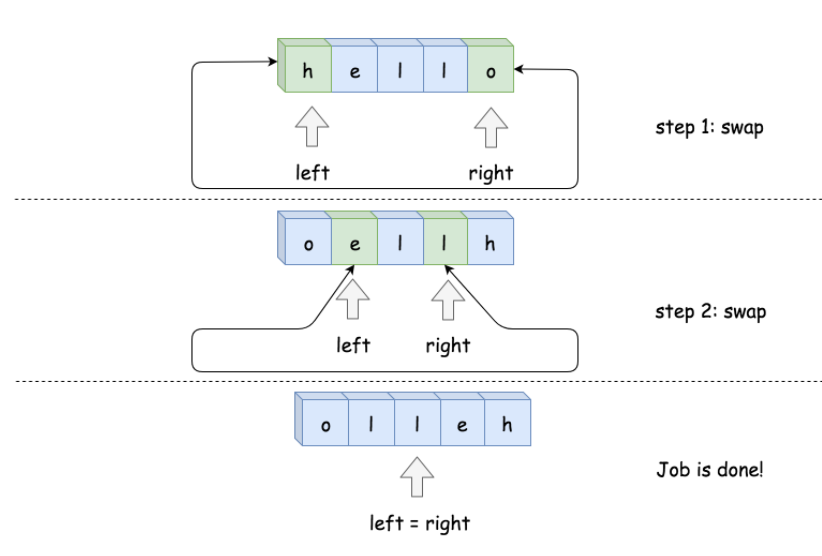 h e l l o
step 1: swap
left right
o e l l h
step 2: swap
left right
o l l e h
Job is done!
left = right